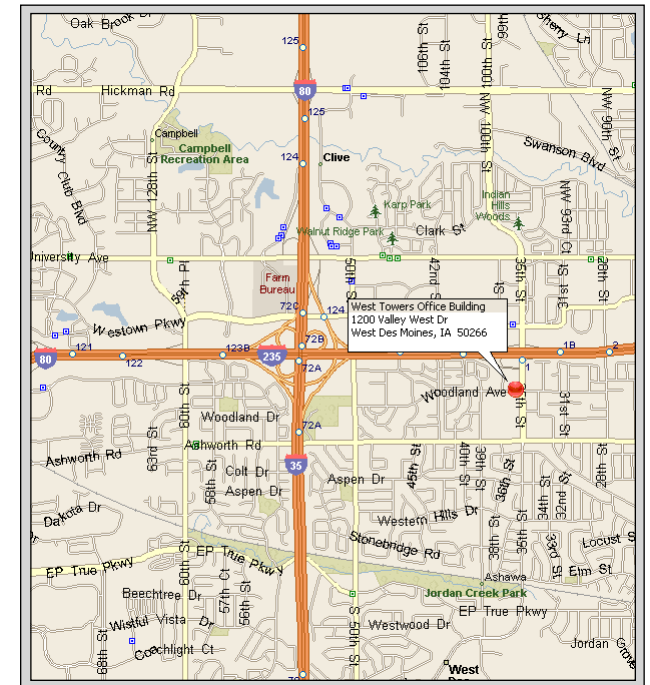 Oak Brook Dr
125
106th St
104th St
100th St
99th
Sherry Ln
Rd
Hickman Rd
80
125
NW 100th St
NW 90th St
Country Club Blvd
Campbell
Campbell
Recreation Area
NW 128th St
124
Clive
Swanson Blvd
Karp Park
Indian
Hills
Woods
Walnut Ridge Park
Clark St
NW 93rd Ct
University Ave
59th Pl
Farm
Bureau
50th St
42nd St
St
35th St
31st St
28th St
72C
124
Westown Pkwy
West Towers Office Building
1200 Valley West Dr
West Des Moines, IA 50266
80
121
122
123B
235
72B
72A
1B
2
1
Woodland Ave
35th St
31st St
63rd St
60th St
Woodland Dr
72A
Ashworth Rd
Ashworth Rd
58th St
Colt Dr
Aspen Dr
35
Aspen Dr
45th St
40th St
39th St
36th St
28th St
34th St
32nd St
Dakota Dr
Western Hills Dr
Stonebridge Rd
38th St
35th St
33rd St
Locust S
EP True Pkwy
EP True Pkwy
60th St
Ashawa
Elm St
Jordan Creek Park
Beechtree Dr
57th Ct
56th St
EP True Pkwy
Wistful Vista Dr
S 50th St
Westwood Dr
Coachlight Ct
68th St
Jordan Grove
West